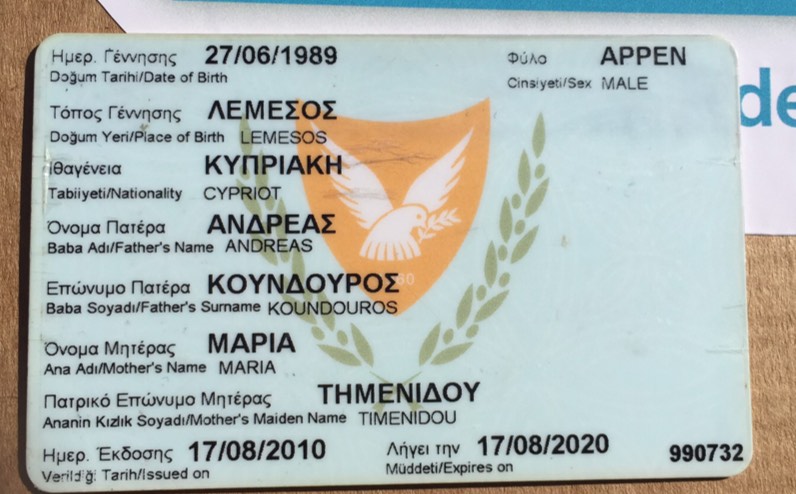 Ημερ. Γέννησης 27/06/1989 Φύλο ΑΡΡΕΝ
Doğum Tarihi/Date of Birth Cinsiyeti/Sex MALE
Τόπος Γέννησης ΛΕΜΕΣΟΣ
Doğum Yeri/Place of Birth LEMESOS
Ιθαγένεια ΚΥΠΡΙΑΚΗ
Tabiiyeti/Nationality CYPRIOT
Όνομα Πατέρα ΑΝΔΡΕΑΣ
Baba Adı/Father's Name ANDREAS
Επώνυμο Πατέρα ΚΟΥΝΔΟΥΡΟΣ
Baba Soyadı/Father's Surname KOUNDOUROS
Όνομα Μητέρας ΜΑΡΙΑ
Ana Adı/Mother's Name MARIA
Πατρικό Επώνυμο Μητέρας ΤΗΜΕΝΙΔΟΥ
Ananin Kızlik Soyadı/Mother's Maiden Name TIMENIDOU
Ημερ. Έκδοσης 17/08/2010 Λήγει την 17/08/2020 990732
Verildiğ: Tarih/Issued on Müddeti/Expires on
de